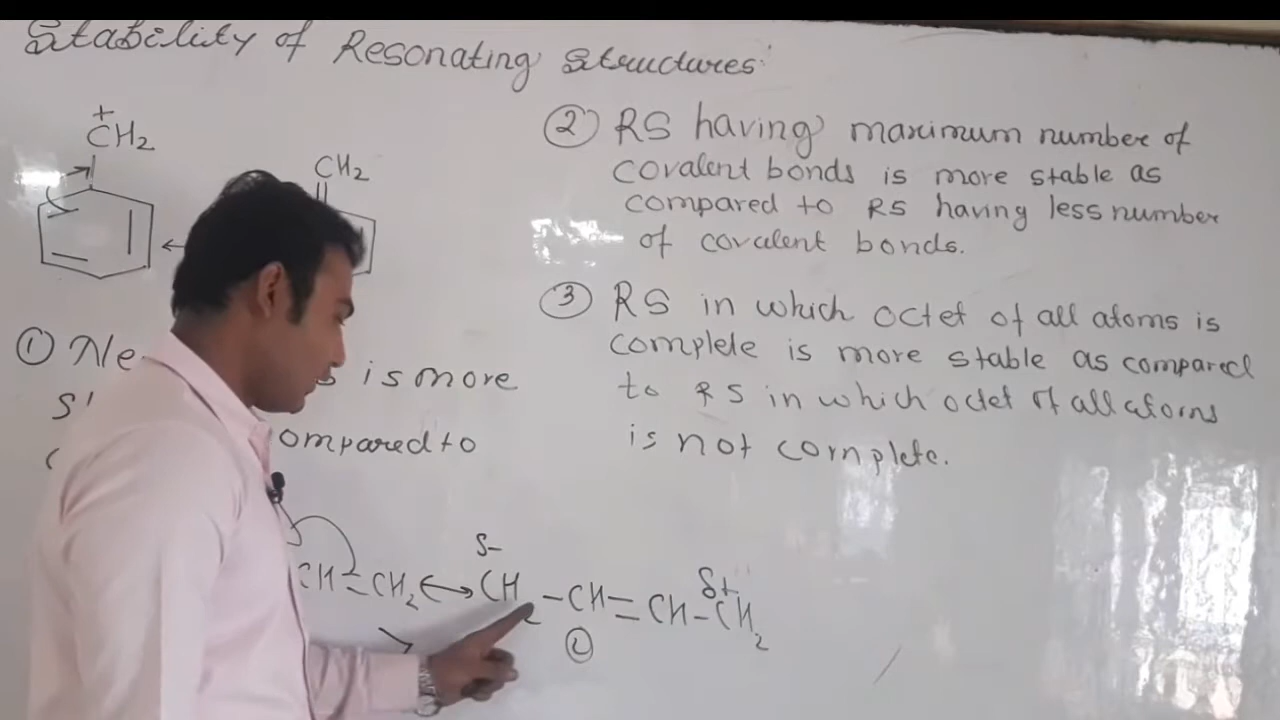 Stability of Resonating Structures:
+
CH2
CH2
① Ne
is more
ompared to
② RS having maximum number of
covalent bonds is more stable as
compared to RS having less number
of covalent bonds.
③ RS in which octet of all atoms is
complete is more stable as compared
to RS in which octet of all atoms
is not complete.
δ- δ+
CH=CH2 ↔ CH2-CH=CH-CH2
②